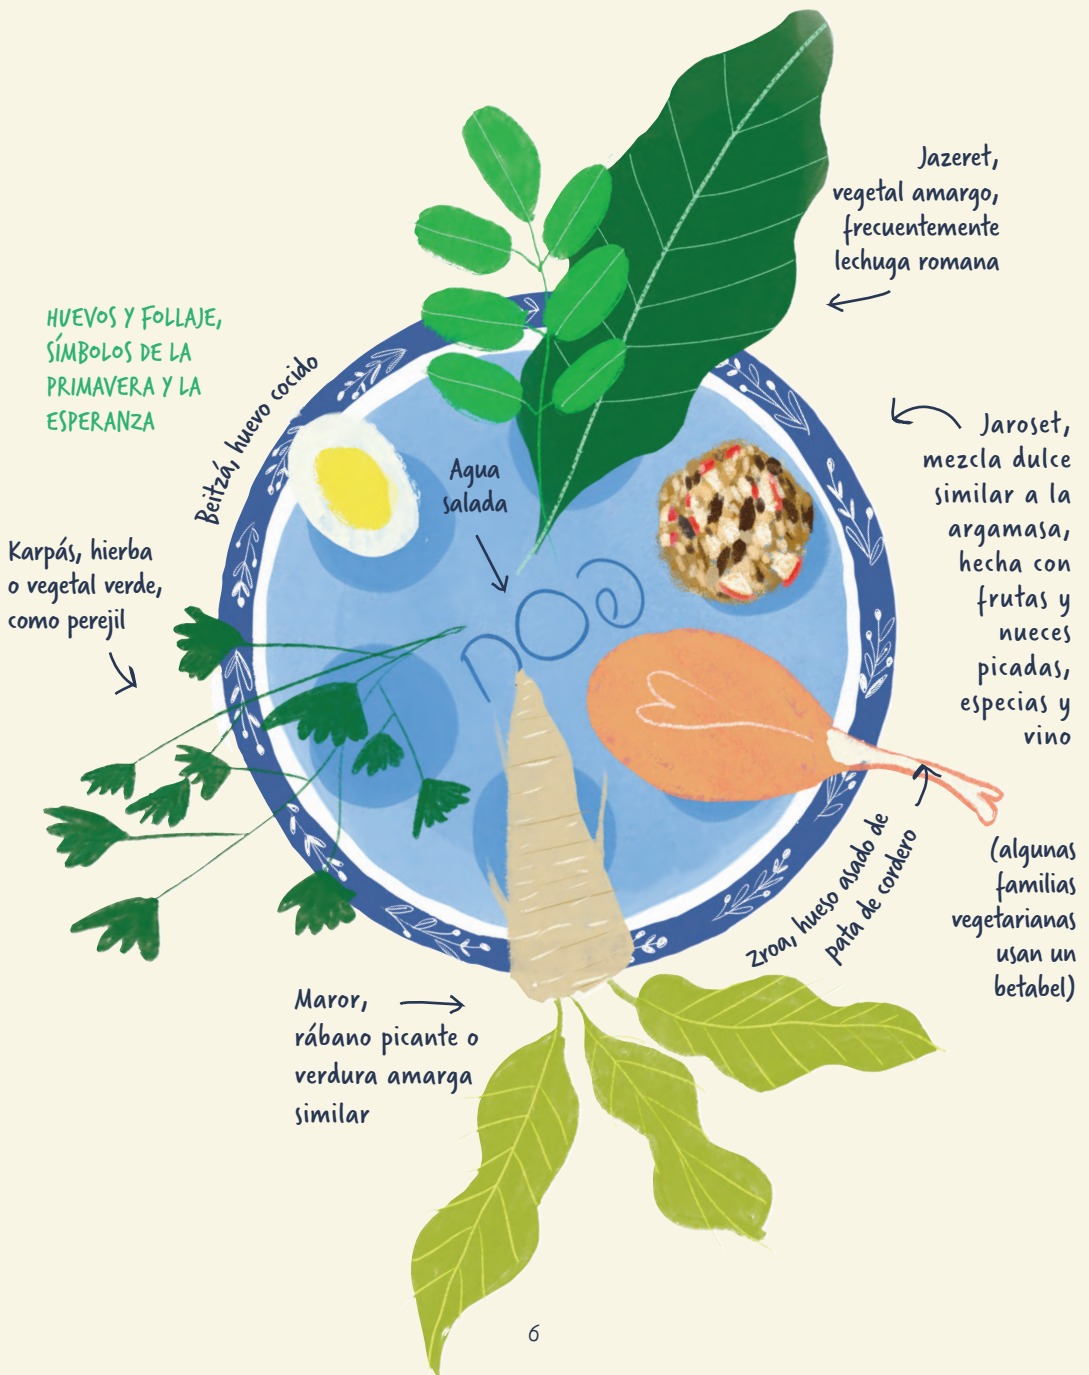 Jazeret,
vegetal amargo,
frecuentemente
lechuga romana
HUEVOS Y FOLLAJE,
SÍMBOLOS DE LA
PRIMAVERA Y LA
ESPERANZA
Beitzá, huevo cocido
Agua
salada
Jaroset,
mezcla dulce
similar a la
argamasa,
hecha con
frutas y
nueces
picadas,
especias y
vino
Karpás, hierba
o vegetal verde,
como perejil
פסח
Zroa, hueso asado de
pata de cordero
(algunas
familias
vegetarianas
usan un
betabel)
Maror,
rábano picante o
verdura amarga
similar
6